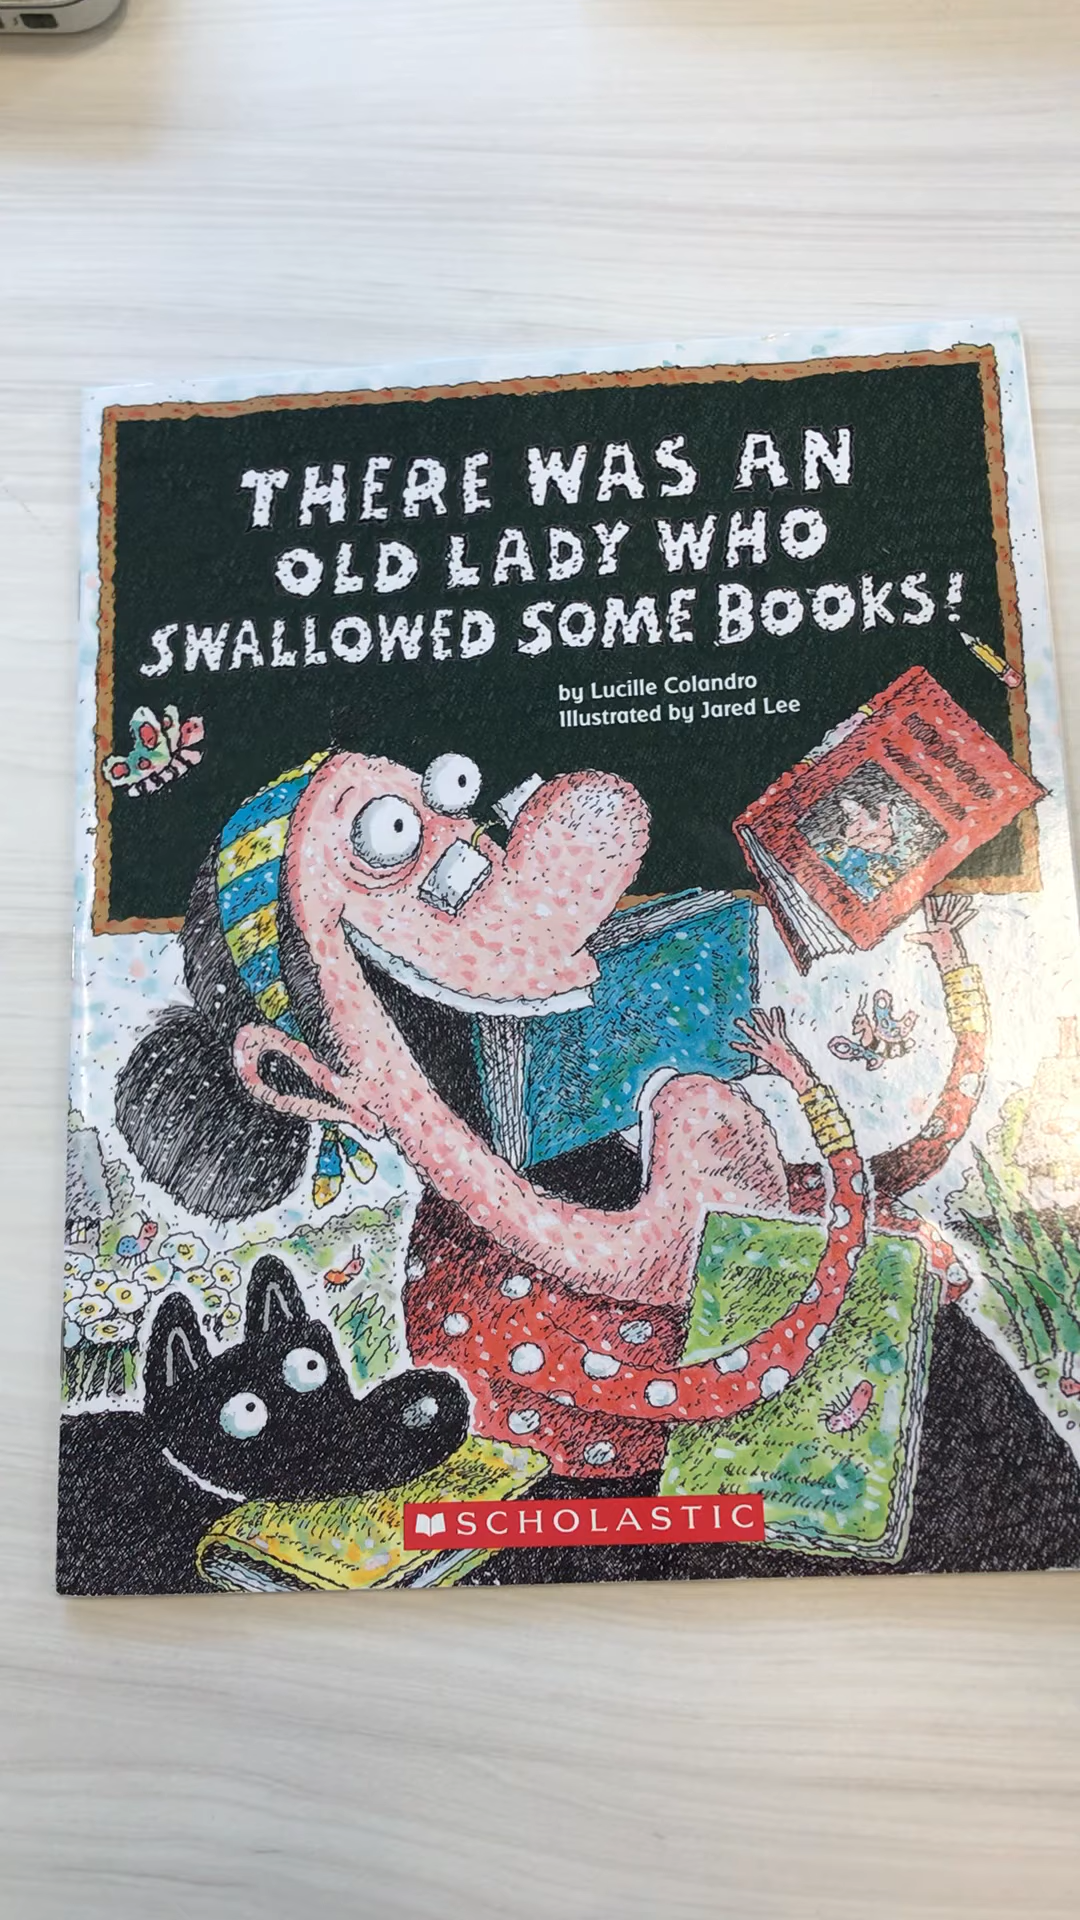 THERE WAS AN
OLD LADY WHO
SWALLOWED SOME BOOKS!
by Lucille Colandro
Illustrated by Jared Lee
SCHOLASTIC